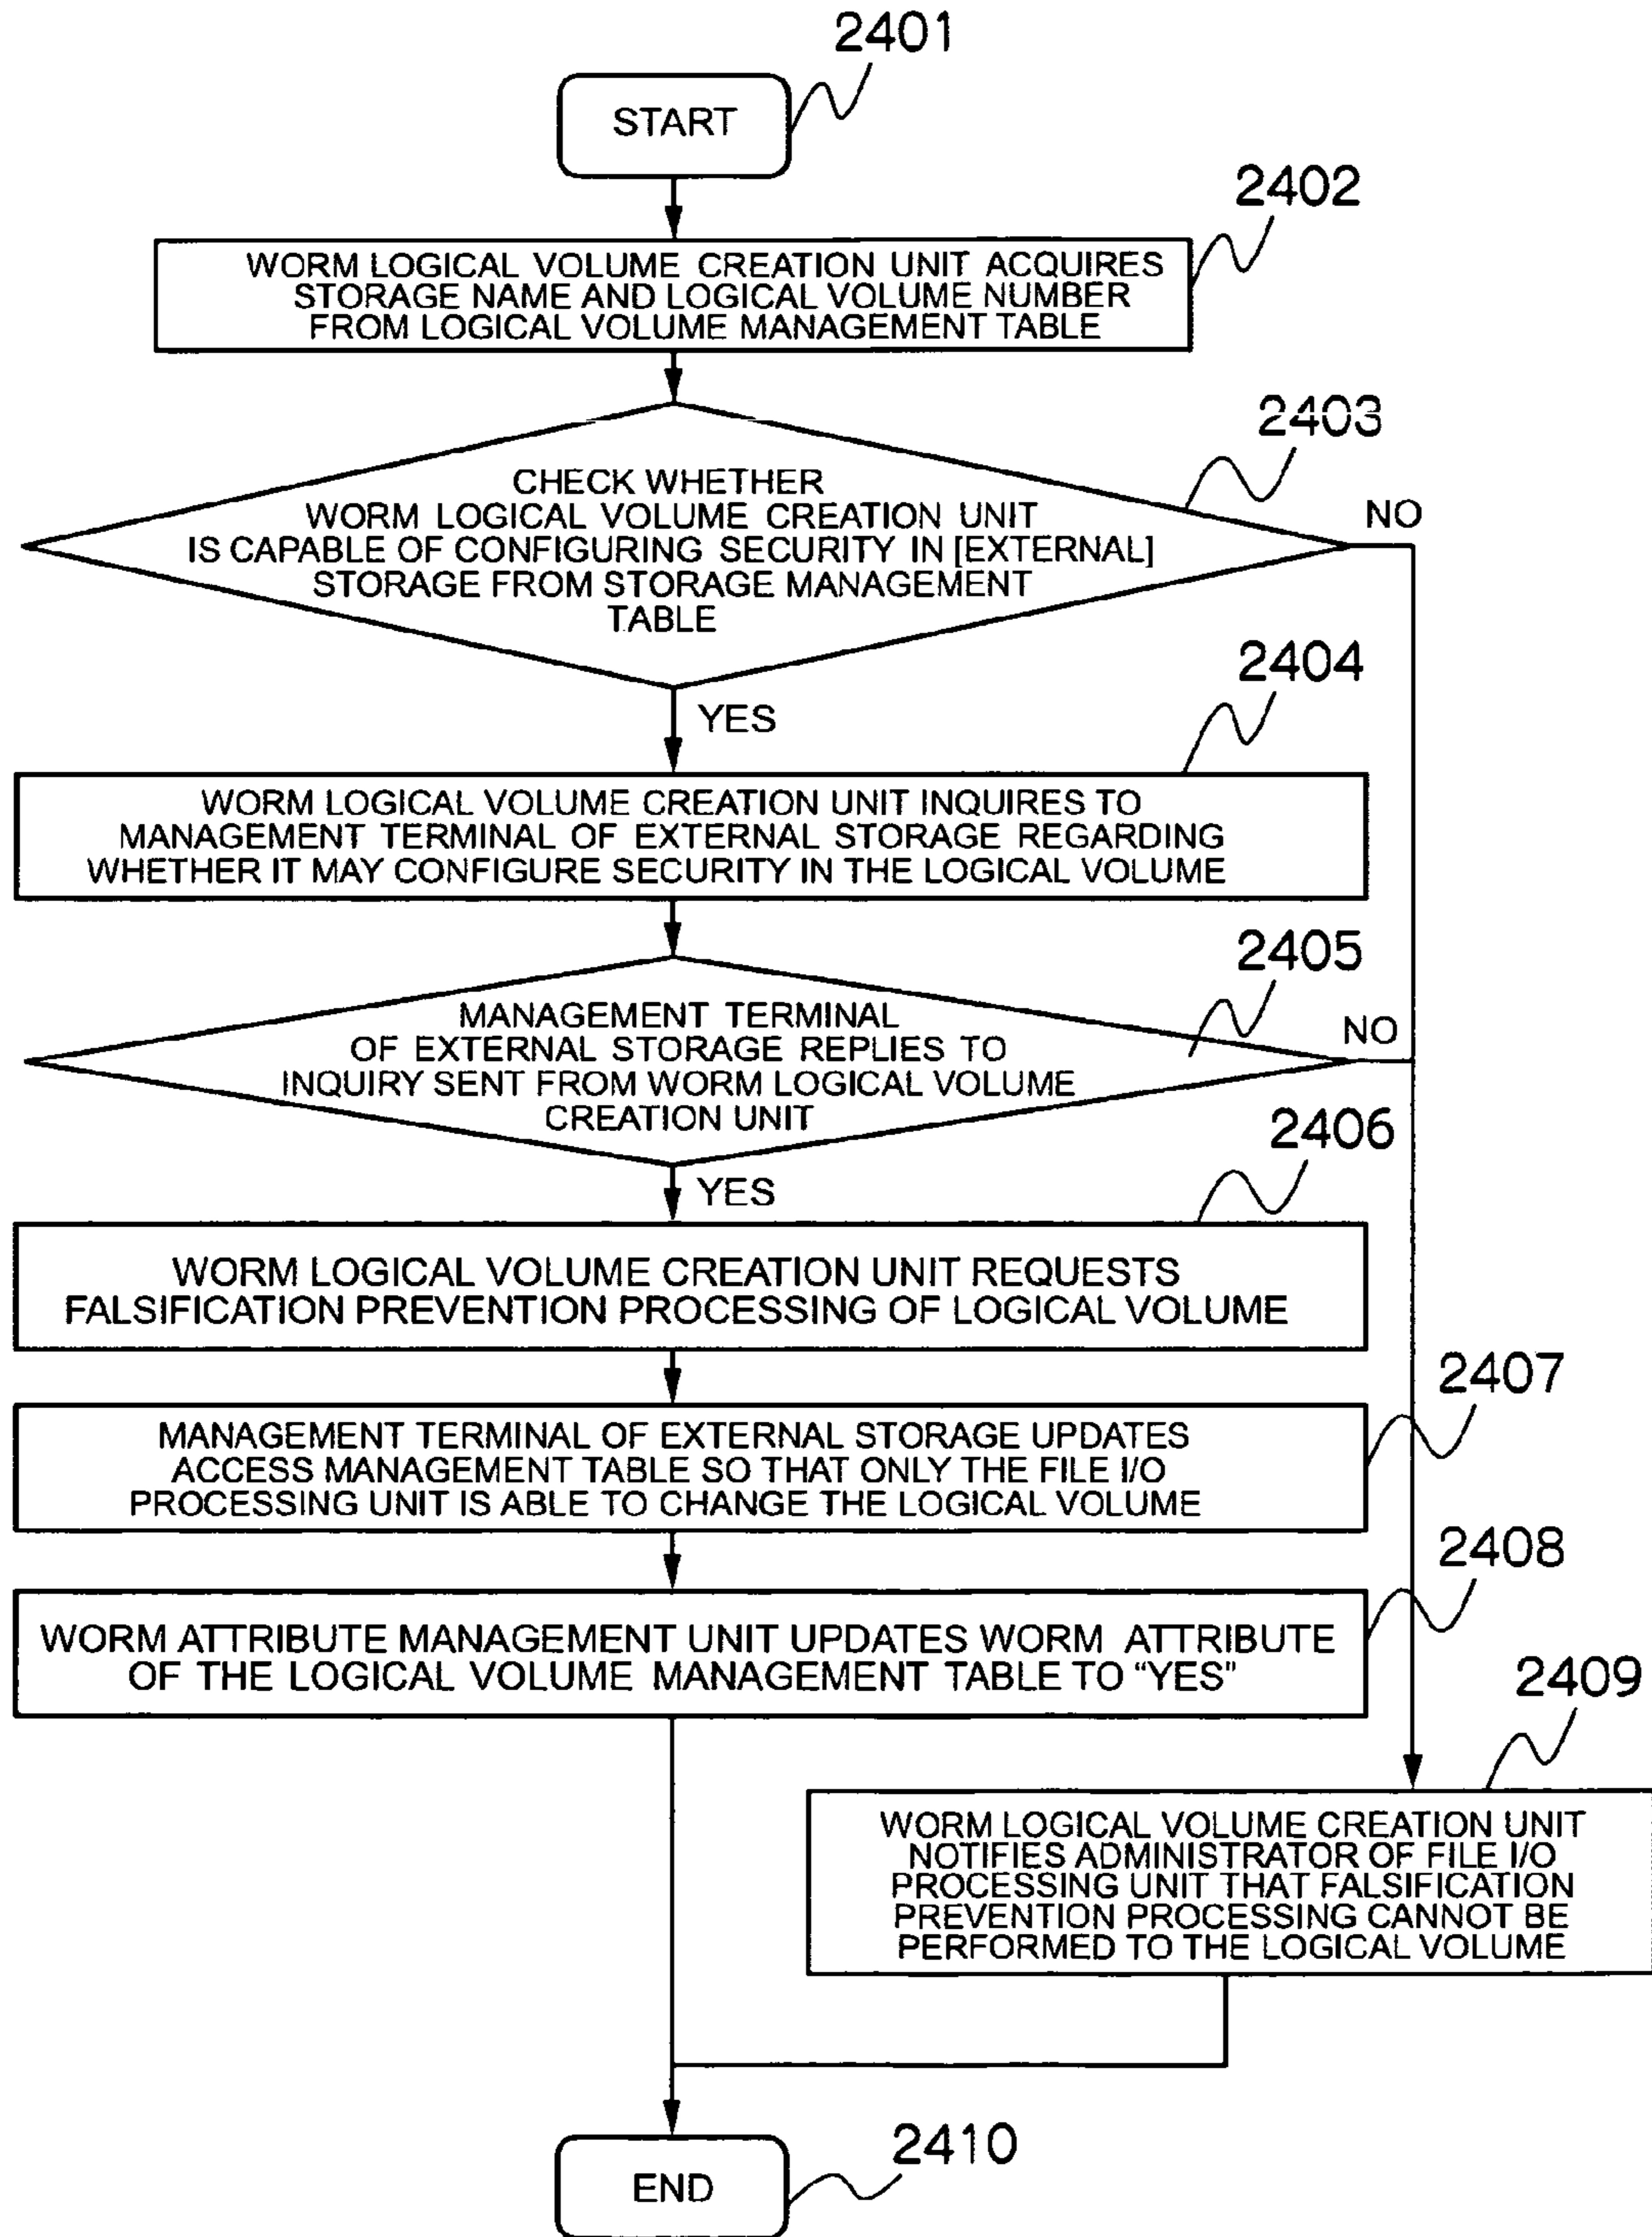 2401
START
2402
WORM LOGICAL VOLUME CREATION UNIT ACQUIRES
STORAGE NAME AND LOGICAL VOLUME NUMBER
FROM LOGICAL VOLUME MANAGEMENT TABLE
2403
CHECK WHETHER
WORM LOGICAL VOLUME CREATION UNIT
IS CAPABLE OF CONFIGURING SECURITY IN [EXTERNAL]
STORAGE FROM STORAGE MANAGEMENT
TABLE
NO
YES
2404
WORM LOGICAL VOLUME CREATION UNIT INQUIRES TO
MANAGEMENT TERMINAL OF EXTERNAL STORAGE REGARDING
WHETHER IT MAY CONFIGURE SECURITY IN THE LOGICAL VOLUME
2405
MANAGEMENT TERMINAL
OF EXTERNAL STORAGE REPLIES TO
INQUIRY SENT FROM WORM LOGICAL VOLUME
CREATION UNIT
NO
YES
2406
WORM LOGICAL VOLUME CREATION UNIT REQUESTS
FALSIFICATION PREVENTION PROCESSING OF LOGICAL VOLUME
2407
MANAGEMENT TERMINAL OF EXTERNAL STORAGE UPDATES
ACCESS MANAGEMENT TABLE SO THAT ONLY THE FILE I/O
PROCESSING UNIT IS ABLE TO CHANGE THE LOGICAL VOLUME
2408
WORM ATTRIBUTE MANAGEMENT UNIT UPDATES WORM ATTRIBUTE
OF THE LOGICAL VOLUME MANAGEMENT TABLE TO “YES”
2409
WORM LOGICAL VOLUME CREATION UNIT
NOTIFIES ADMINISTRATOR OF FILE I/O
PROCESSING UNIT THAT FALSIFICATION
PREVENTION PROCESSING CANNOT BE
PERFORMED TO THE LOGICAL VOLUME
2410
END